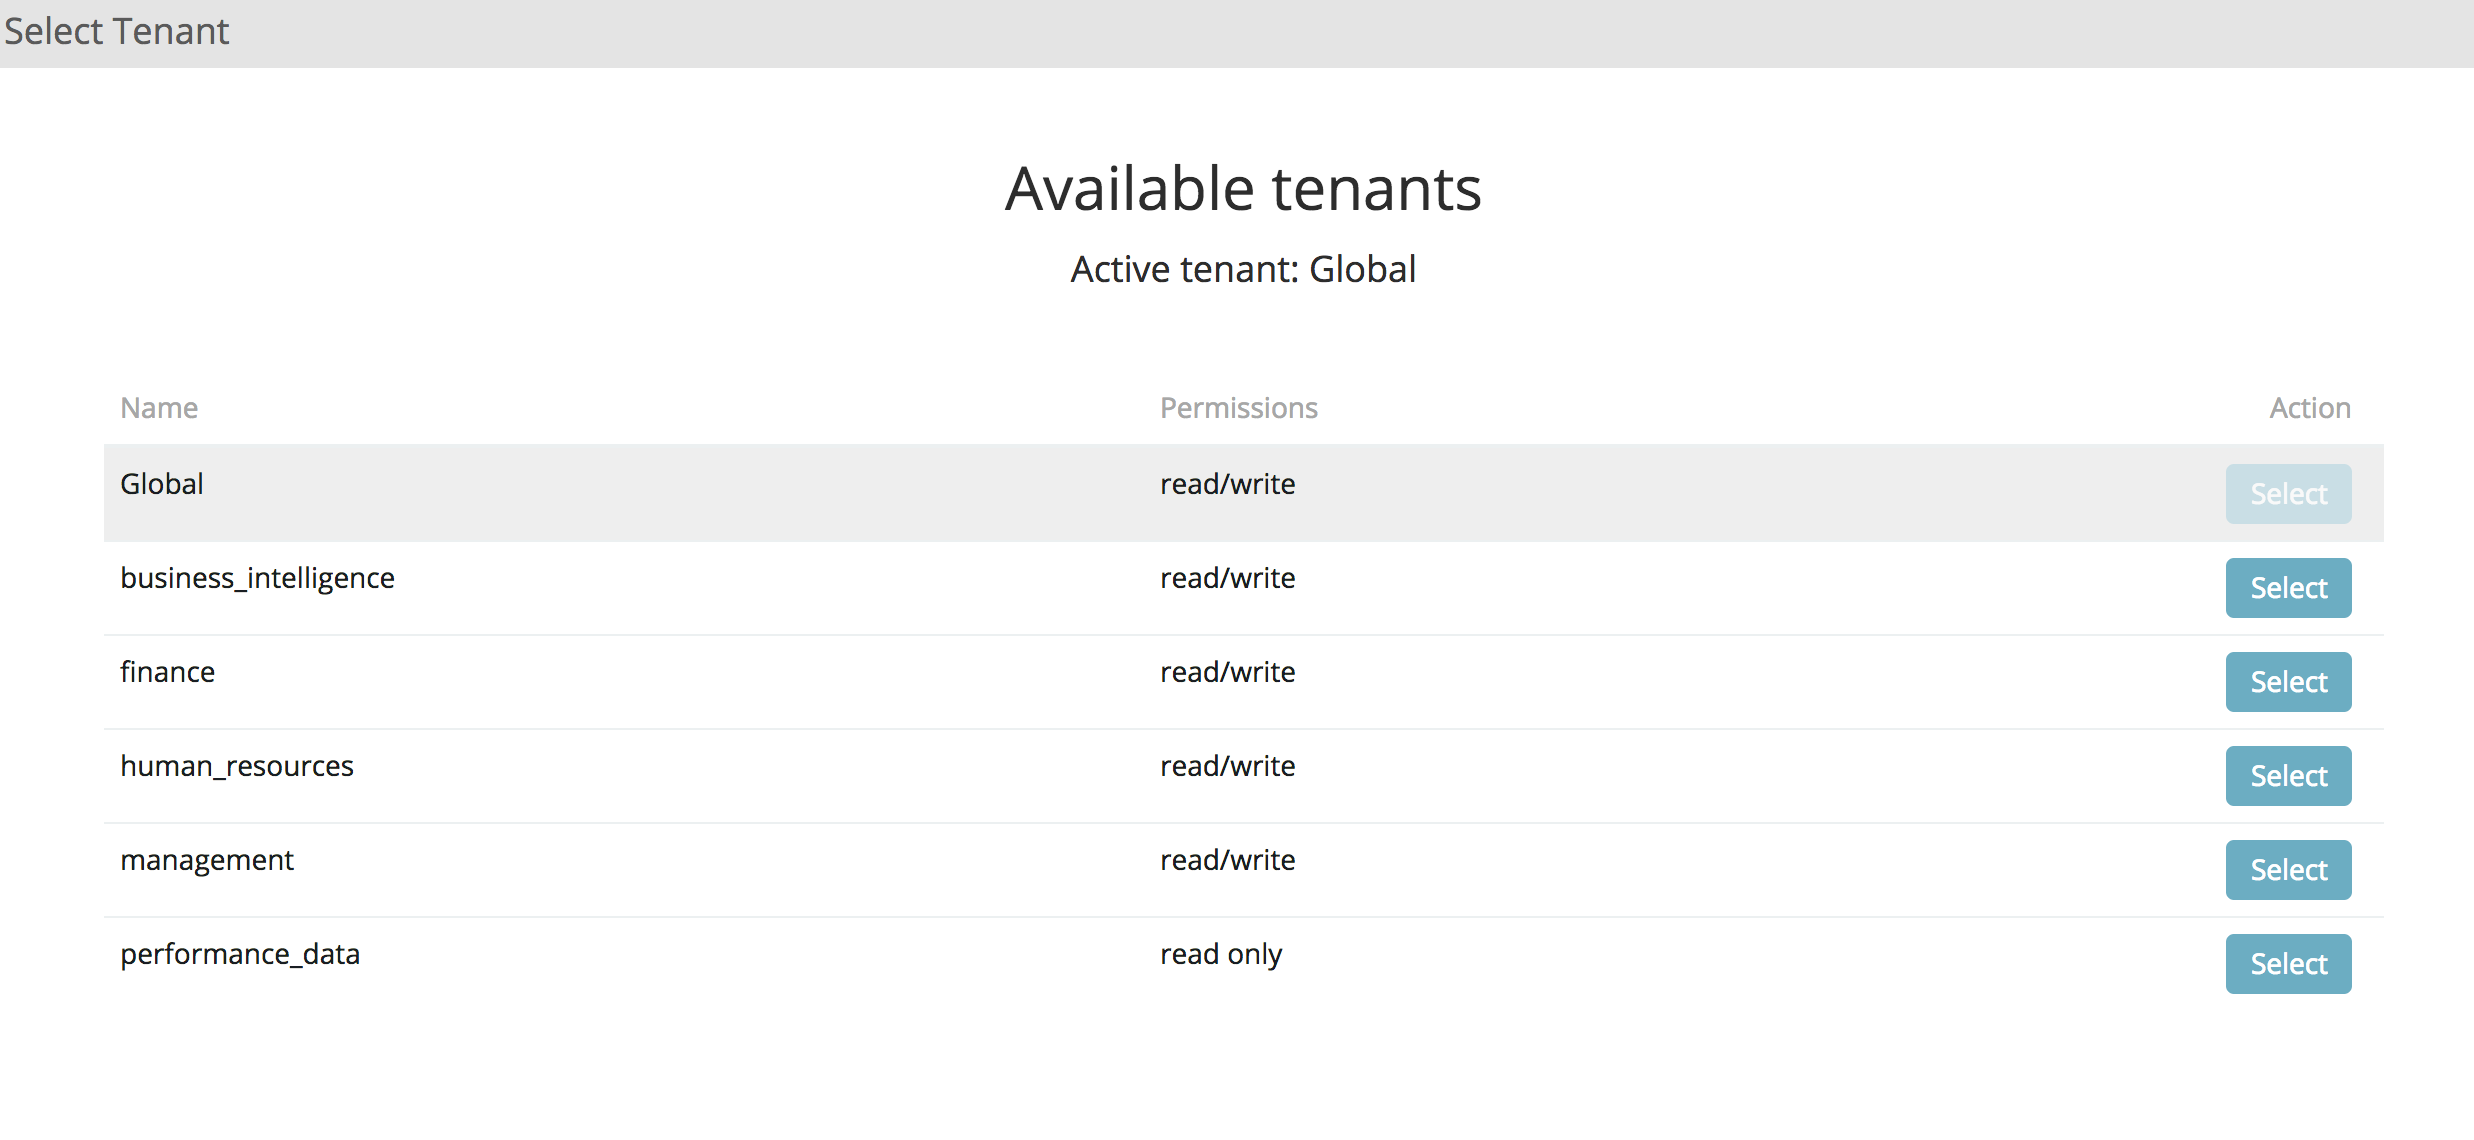 Select Tenant
Available tenants
Active tenant: Global
Name Permissions Action
Global read/write Select
business_intelligence read/write Select
finance read/write Select
human_resources read/write Select
management read/write Select
performance_data read only Select